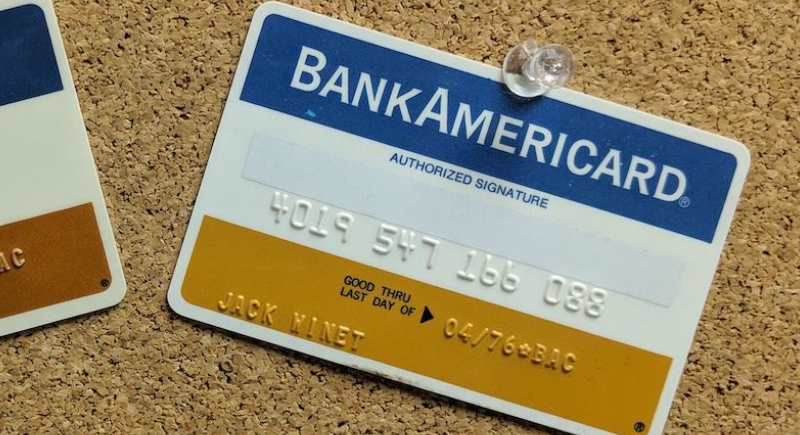 BANKAMERICARD®
AUTHORIZED SIGNATURE
4019 547 166 088
GOOD THRU
LAST DAY OF ▶ 04/76*BAC
JACK WINET
®
AC
®